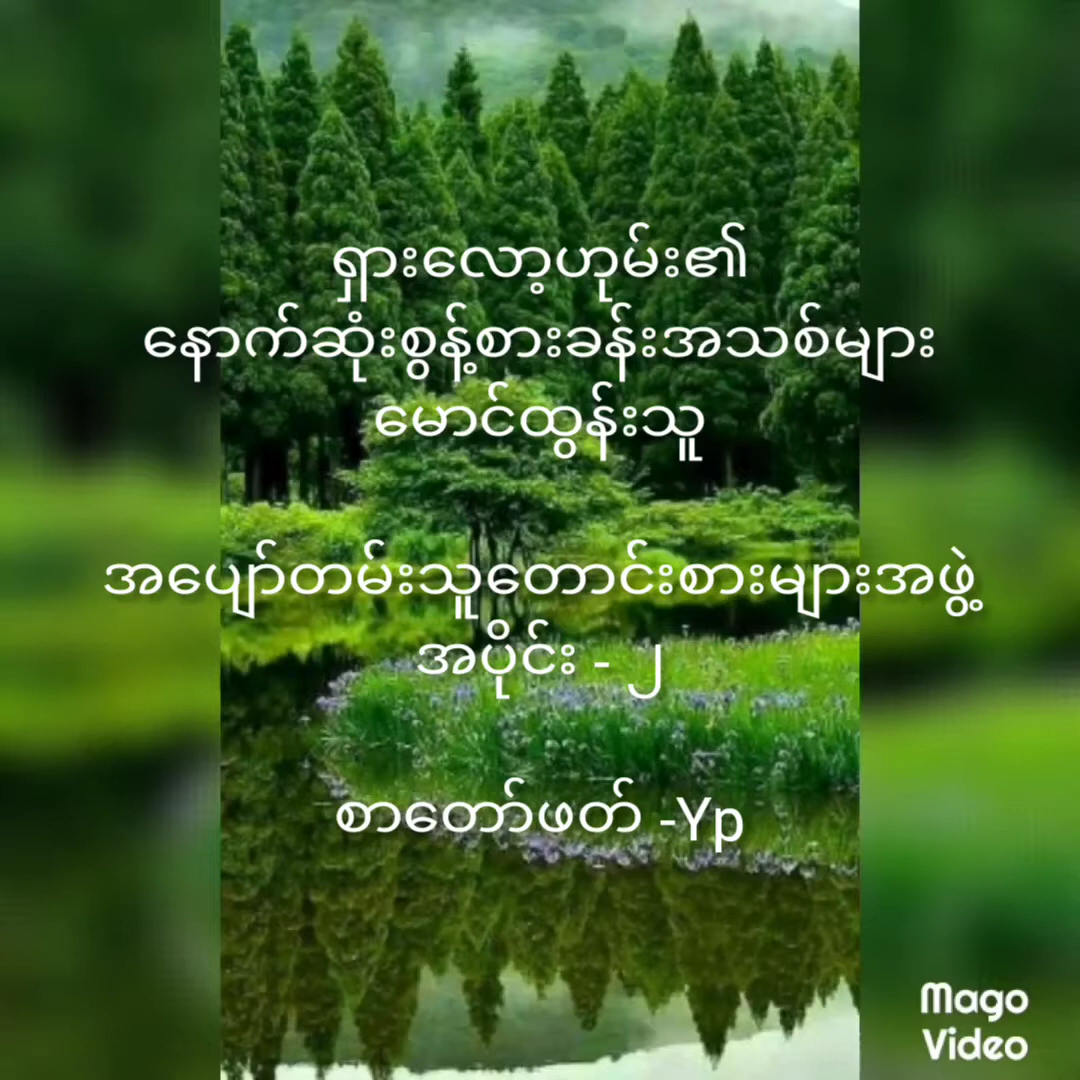 ရှားလော့ဟုမ်း၏
နောက်ဆုံးစွန့်စားခန်းအသစ်များ
မောင်ထွန်းသူ
အပျော်တမ်းသူတောင်းစားများအဖွဲ့
အပိုင်း - ၂
စာတော်ဖတ် -Yp
Mago
Video